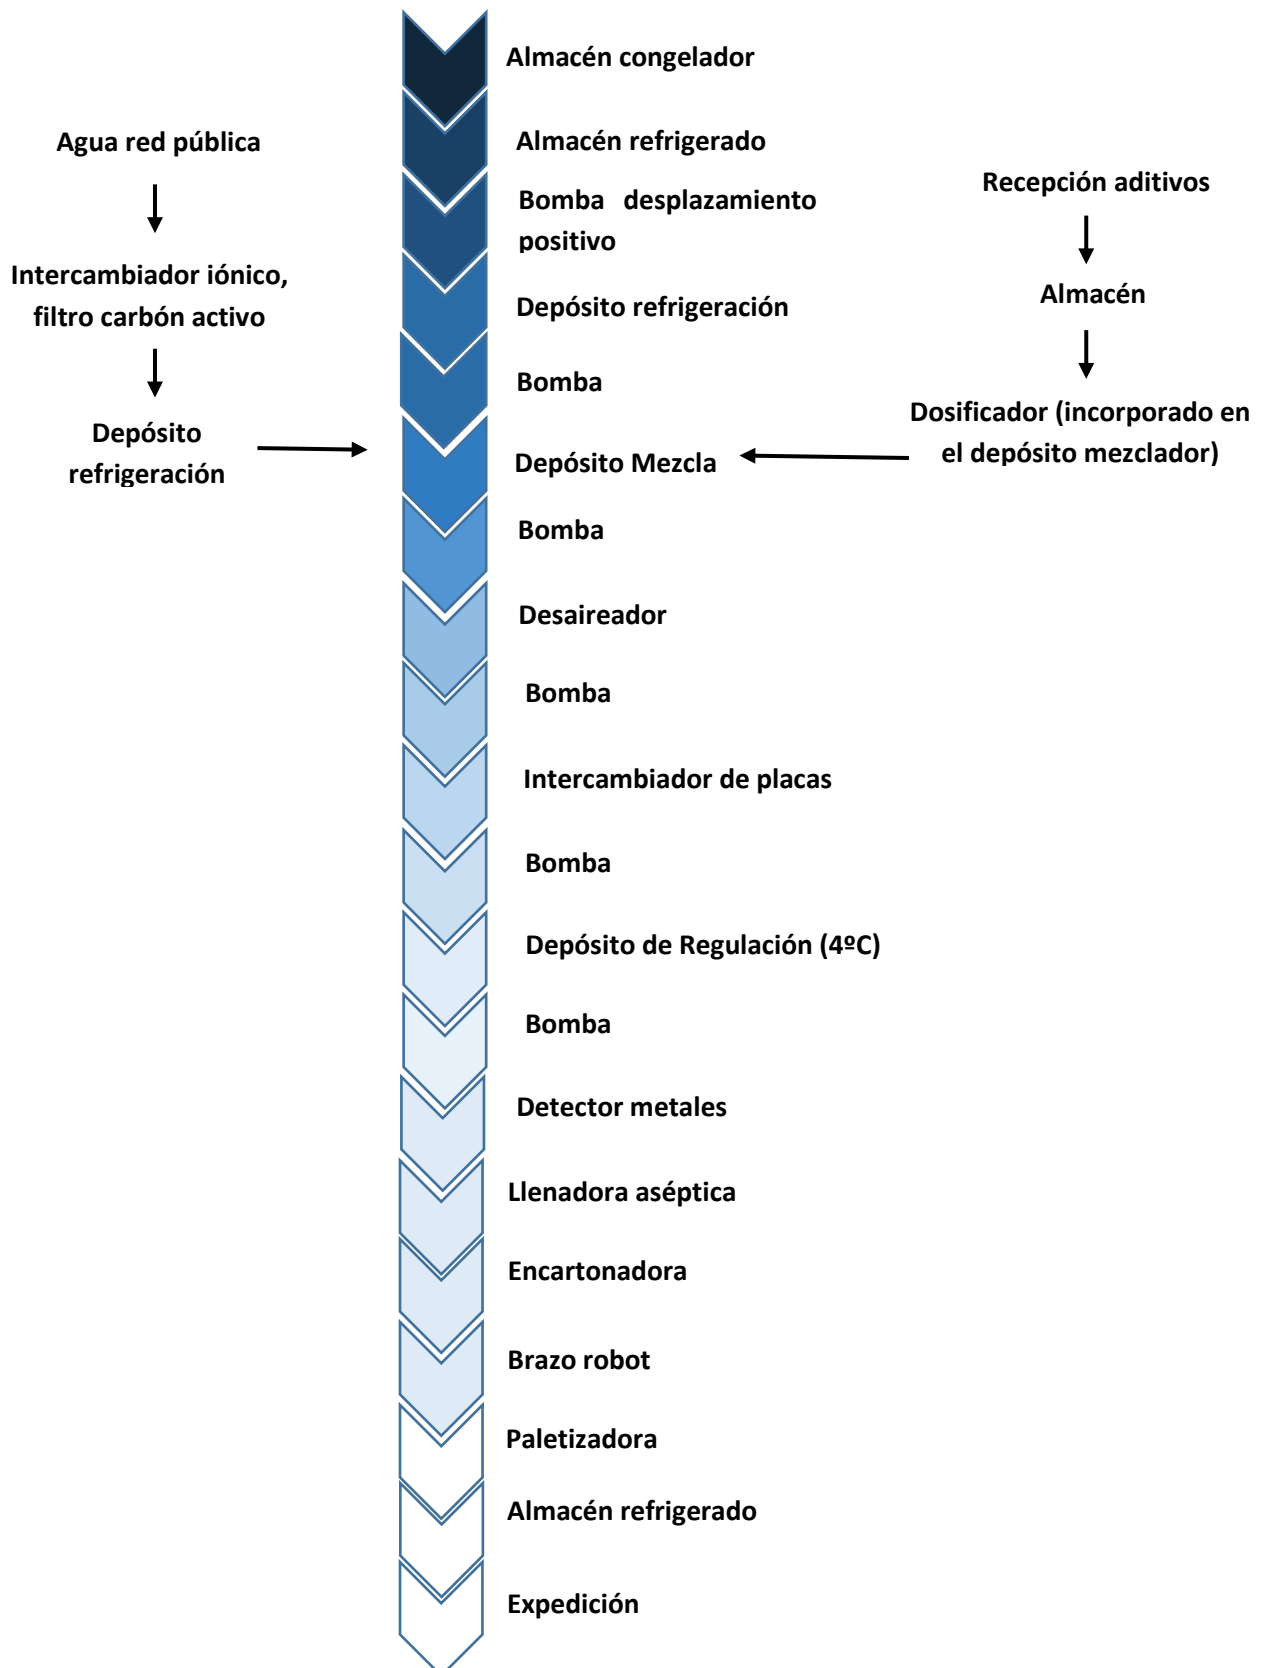 Almacén congelador
Agua red pública
Almacén refrigerado
Recepción aditivos
Bomba desplazamiento
positivo
Intercambiador iónico,
filtro carbón activo
Almacén
Depósito refrigeración
Bomba
Dosificador (incorporado en
el depósito mezclador)
Depósito
refrigeración
Depósito Mezcla
Bomba
Desaireador
Bomba
Intercambiador de placas
Bomba
Depósito de Regulación (4ºC)
Bomba
Detector metales
Llenadora aséptica
Encartonadora
Brazo robot
Paletizadora
Almacén refrigerado
Expedición